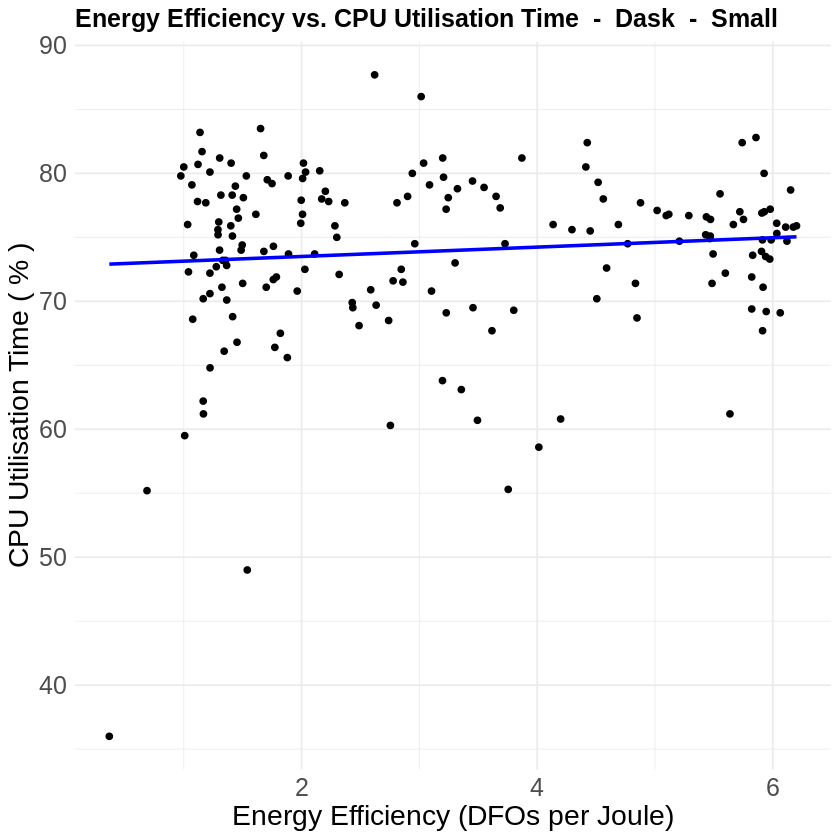 Energy Efficiency vs. CPU Utilisation Time  -  Dask  -  Small
90
80
70
60
50
40
CPU Utilisation Time ( % )
2 4 6
Energy Efficiency (DFOs per Joule)